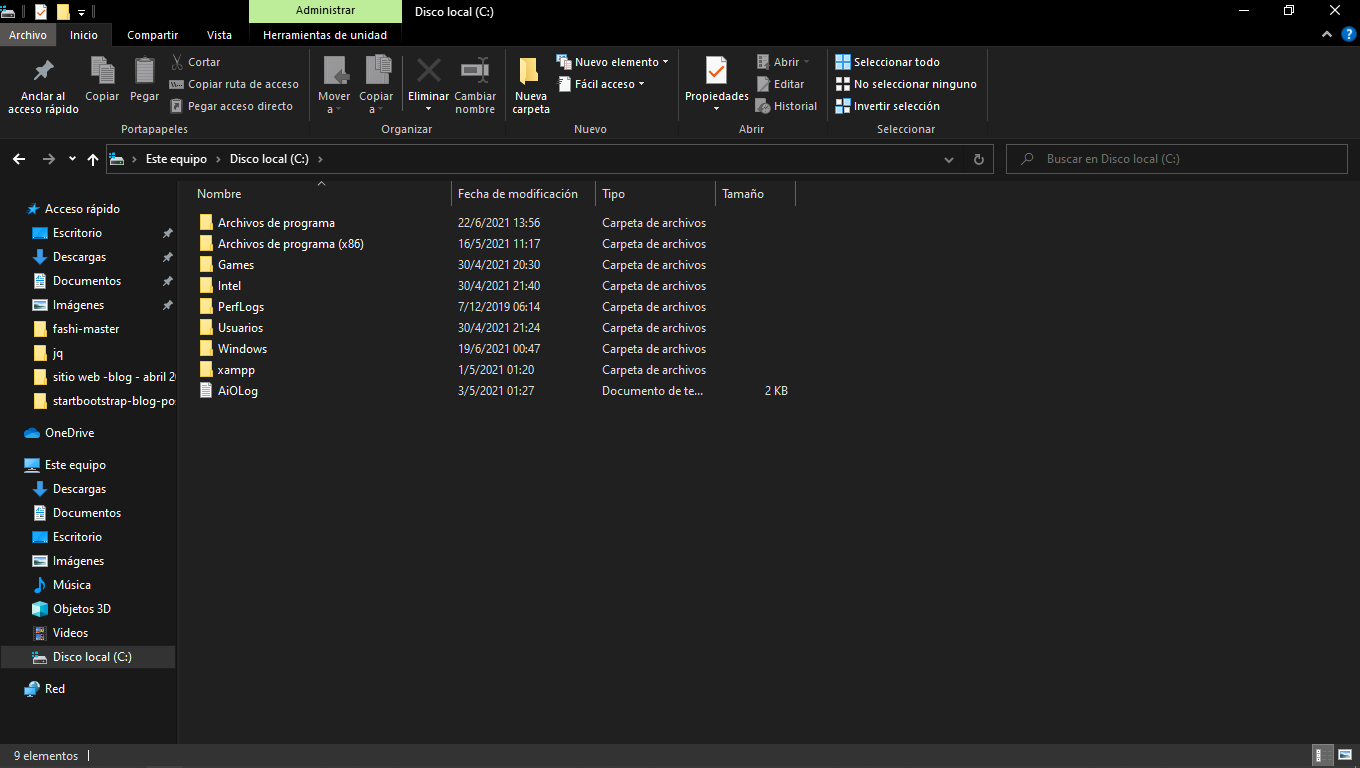 Administrar
Disco local (C:)
Archivo
Inicio
Compartir
Vista
Herramientas de unidad
Anclar al
acceso rápido
Copiar
Pegar
Cortar
Copiar ruta de acceso
Pegar acceso directo
Portapapeles
Mover
a
Copiar
a
Eliminar
Cambiar
nombre
Organizar
Nueva
carpeta
Nuevo elemento
Fácil acceso
Nuevo
Propiedades
Abrir
Editar
Historial
Abrir
Seleccionar todo
No seleccionar ninguno
Invertir selección
Seleccionar
Este equipo > Disco local (C:) >
Buscar en Disco local (C:)
Acceso rápido
Escritorio
Descargas
Documentos
Imágenes
fashi-master
jq
sitio web -blog - abril 2
startbootstrap-blog-po
OneDrive
Este equipo
Descargas
Documentos
Escritorio
Imágenes
Música
Objetos 3D
Videos
Disco local (C:)
Red
Nombre Fecha de modificación Tipo Tamaño
Archivos de programa 22/6/2021 13:56 Carpeta de archivos
Archivos de programa (x86) 16/5/2021 11:17 Carpeta de archivos
Games 30/4/2021 20:30 Carpeta de archivos
Intel 30/4/2021 21:40 Carpeta de archivos
PerfLogs 7/12/2019 06:14 Carpeta de archivos
Usuarios 30/4/2021 21:24 Carpeta de archivos
Windows 19/6/2021 00:47 Carpeta de archivos
xampp 1/5/2021 01:20 Carpeta de archivos
AiOLog 3/5/2021 01:27 Documento de te... 2 KB
9 elementos